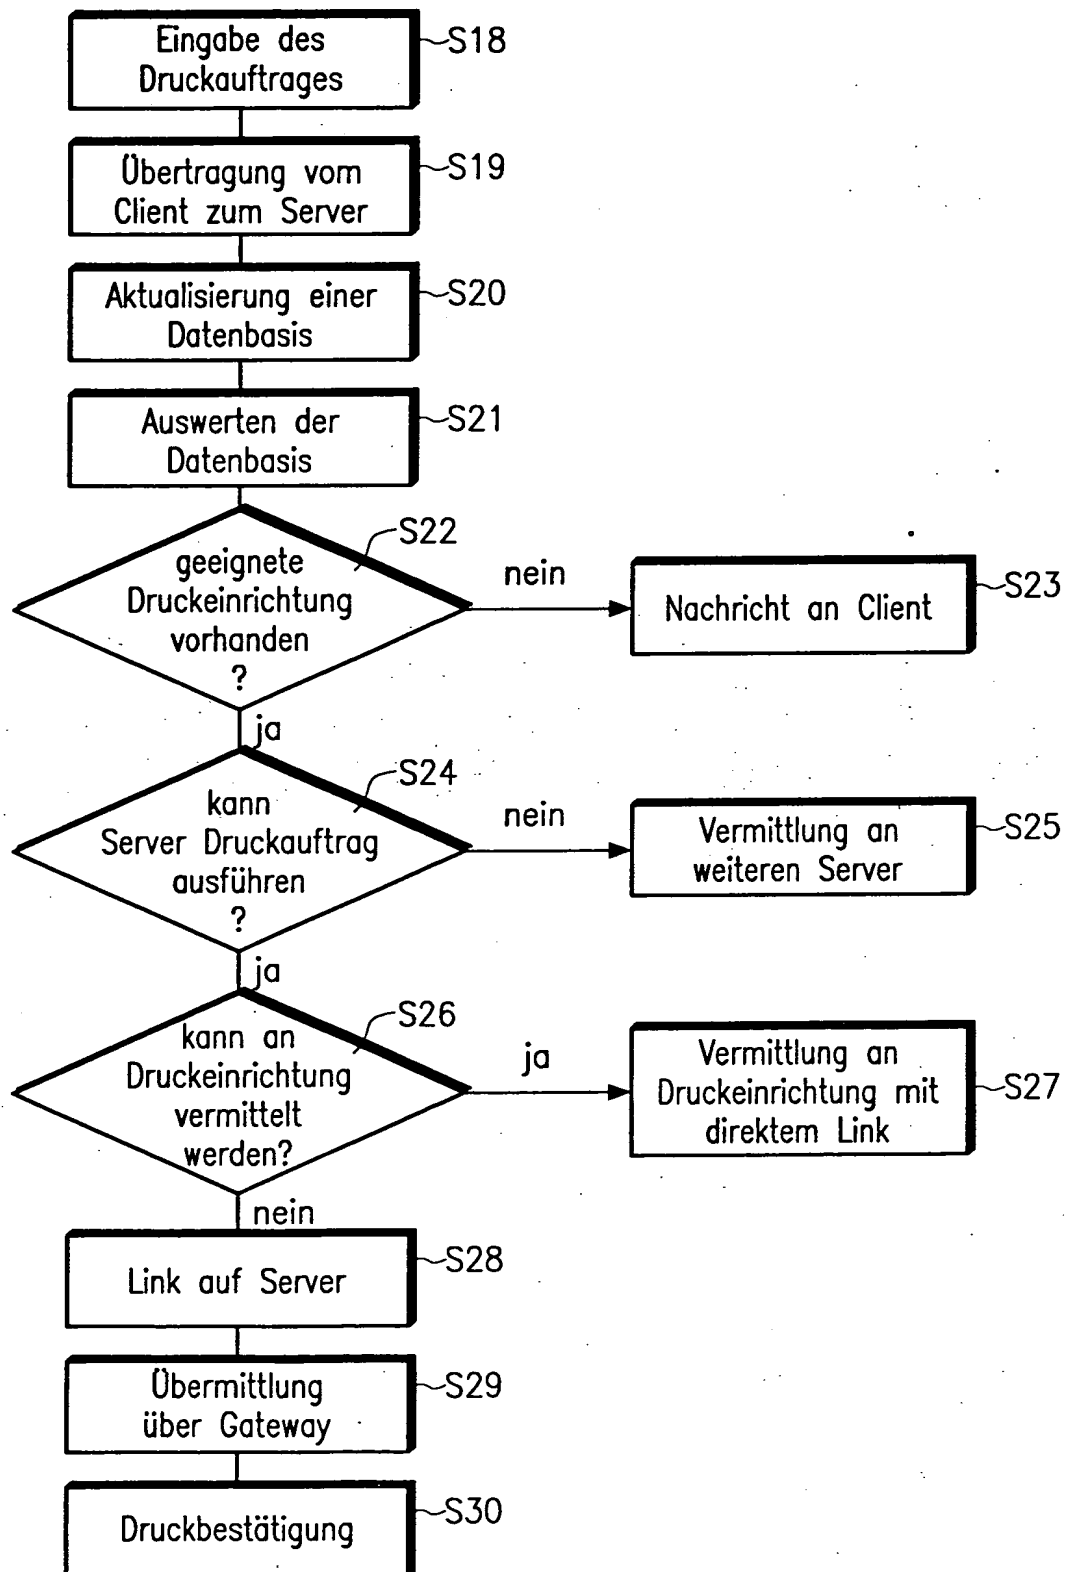 Eingabe des
Druckauftrages
S18
Übertragung vom
Client zum Server
S19
Aktualisierung einer
Datenbasis
S20
Auswerten der
Datenbasis
S21
geeignete
Druckeinrichtung
vorhanden
?
S22
nein
Nachricht an Client
S23
ja
kann
Server Druckauftrag
ausführen
?
S24
nein
Vermittlung an
weiteren Server
S25
ja
kann an
Druckeinrichtung
vermittelt
werden?
S26
ja
Vermittlung an
Druckeinrichtung mit
direktem Link
S27
nein
Link auf Server
S28
Übermittlung
über Gateway
S29
Druckbestätigung
S30